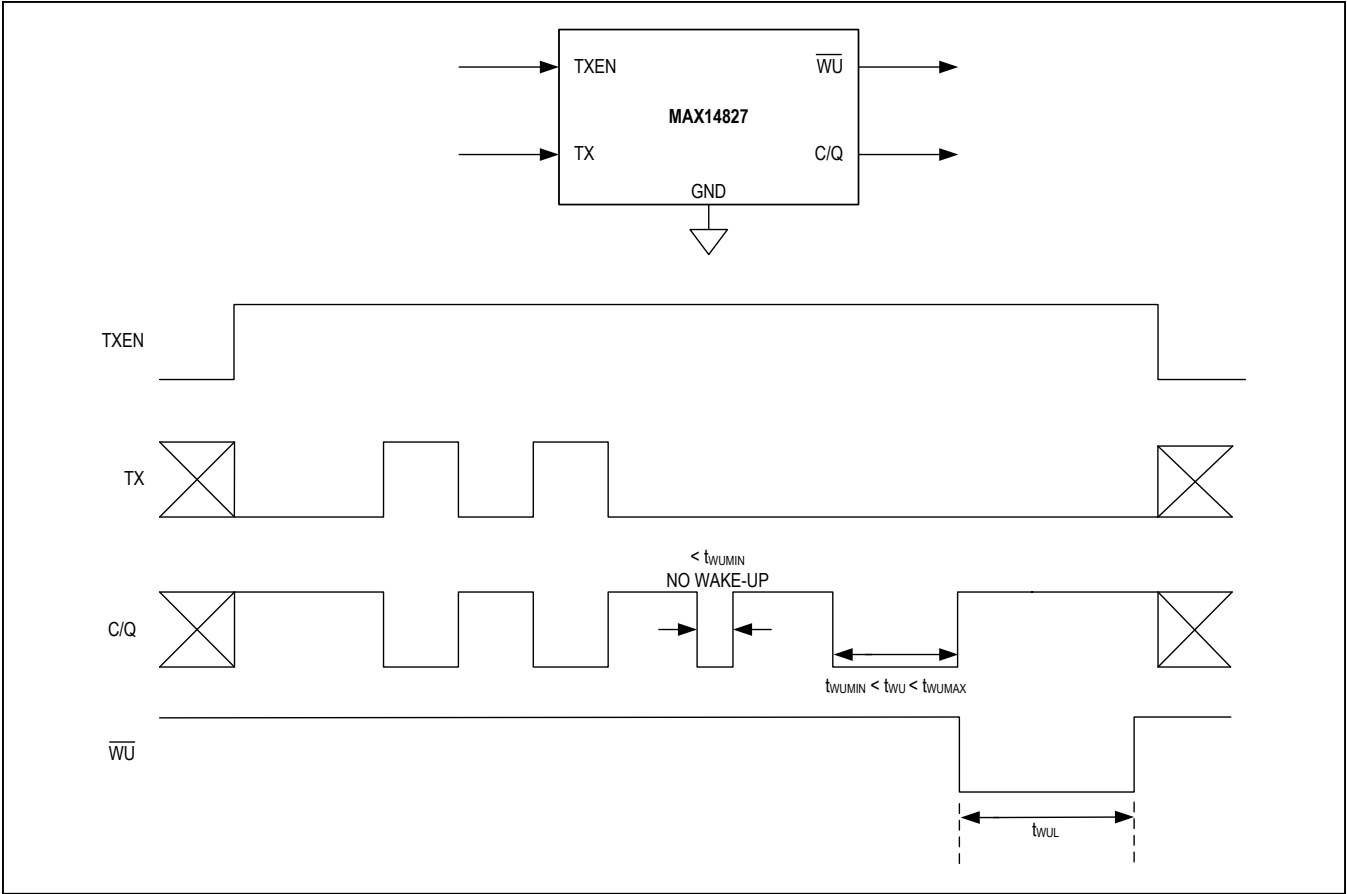 TXEN
WU
MAX14827
TX
C/Q
GND
TXEN
TX
< tWUMIN
NO WAKE-UP
C/Q
tWUMIN < tWU < tWUMAX
WU
tWUL